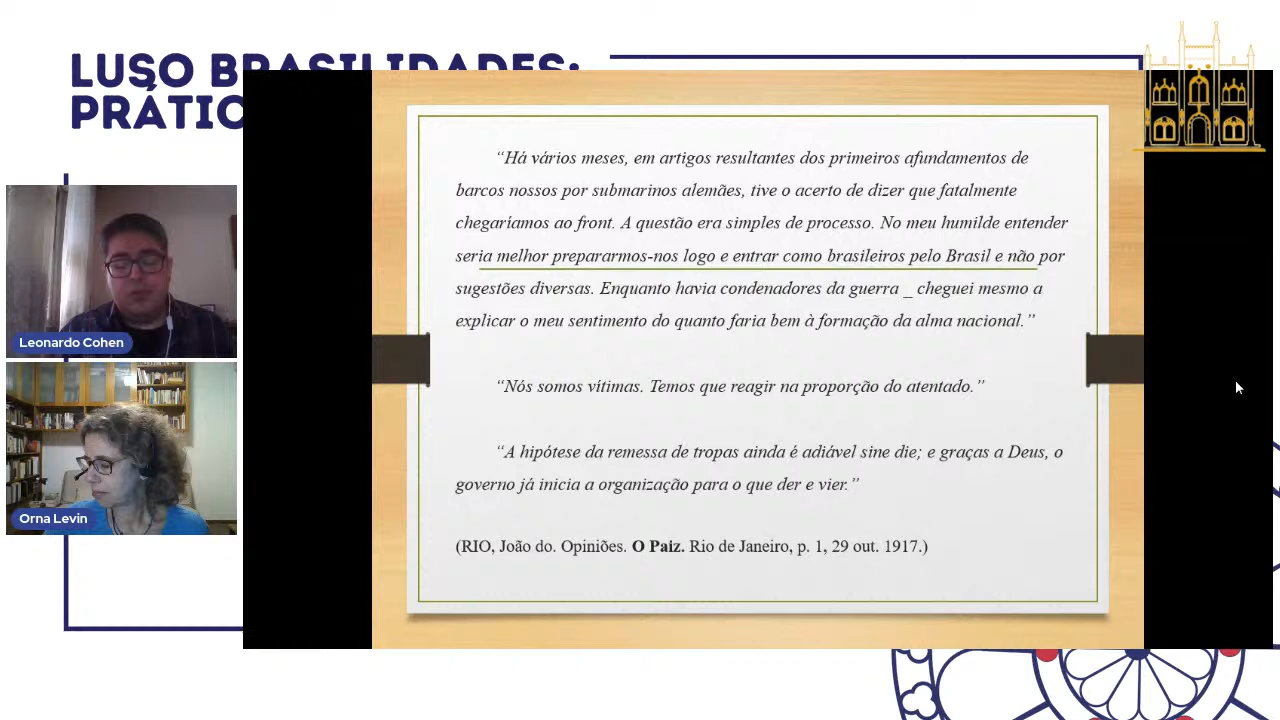 LUSO BRASILIDADES:
PRÁTIC
“Há vários meses, em artigos resultantes dos primeiros afundamentos de
barcos nossos por submarinos alemães, tive o acerto de dizer que fatalmente
chegaríamos ao front. A questão era simples de processo. No meu humilde entender
seria melhor prepararmos-nos logo e entrar como brasileiros pelo Brasil e não por
sugestões diversas. Enquanto havia condenadores da guerra _ cheguei mesmo a
explicar o meu sentimento do quanto faria bem à formação da alma nacional.”
“Nós somos vítimas. Temos que reagir na proporção do atentado.”
“A hipótese da remessa de tropas ainda é adiável sine die; e graças a Deus, o
governo já inicia a organização para o que der e vier.”
(RIO, João do. Opiniões. O Paiz. Rio de Janeiro, p. 1, 29 out. 1917.)
Leonardo Cohen
Orna Levin